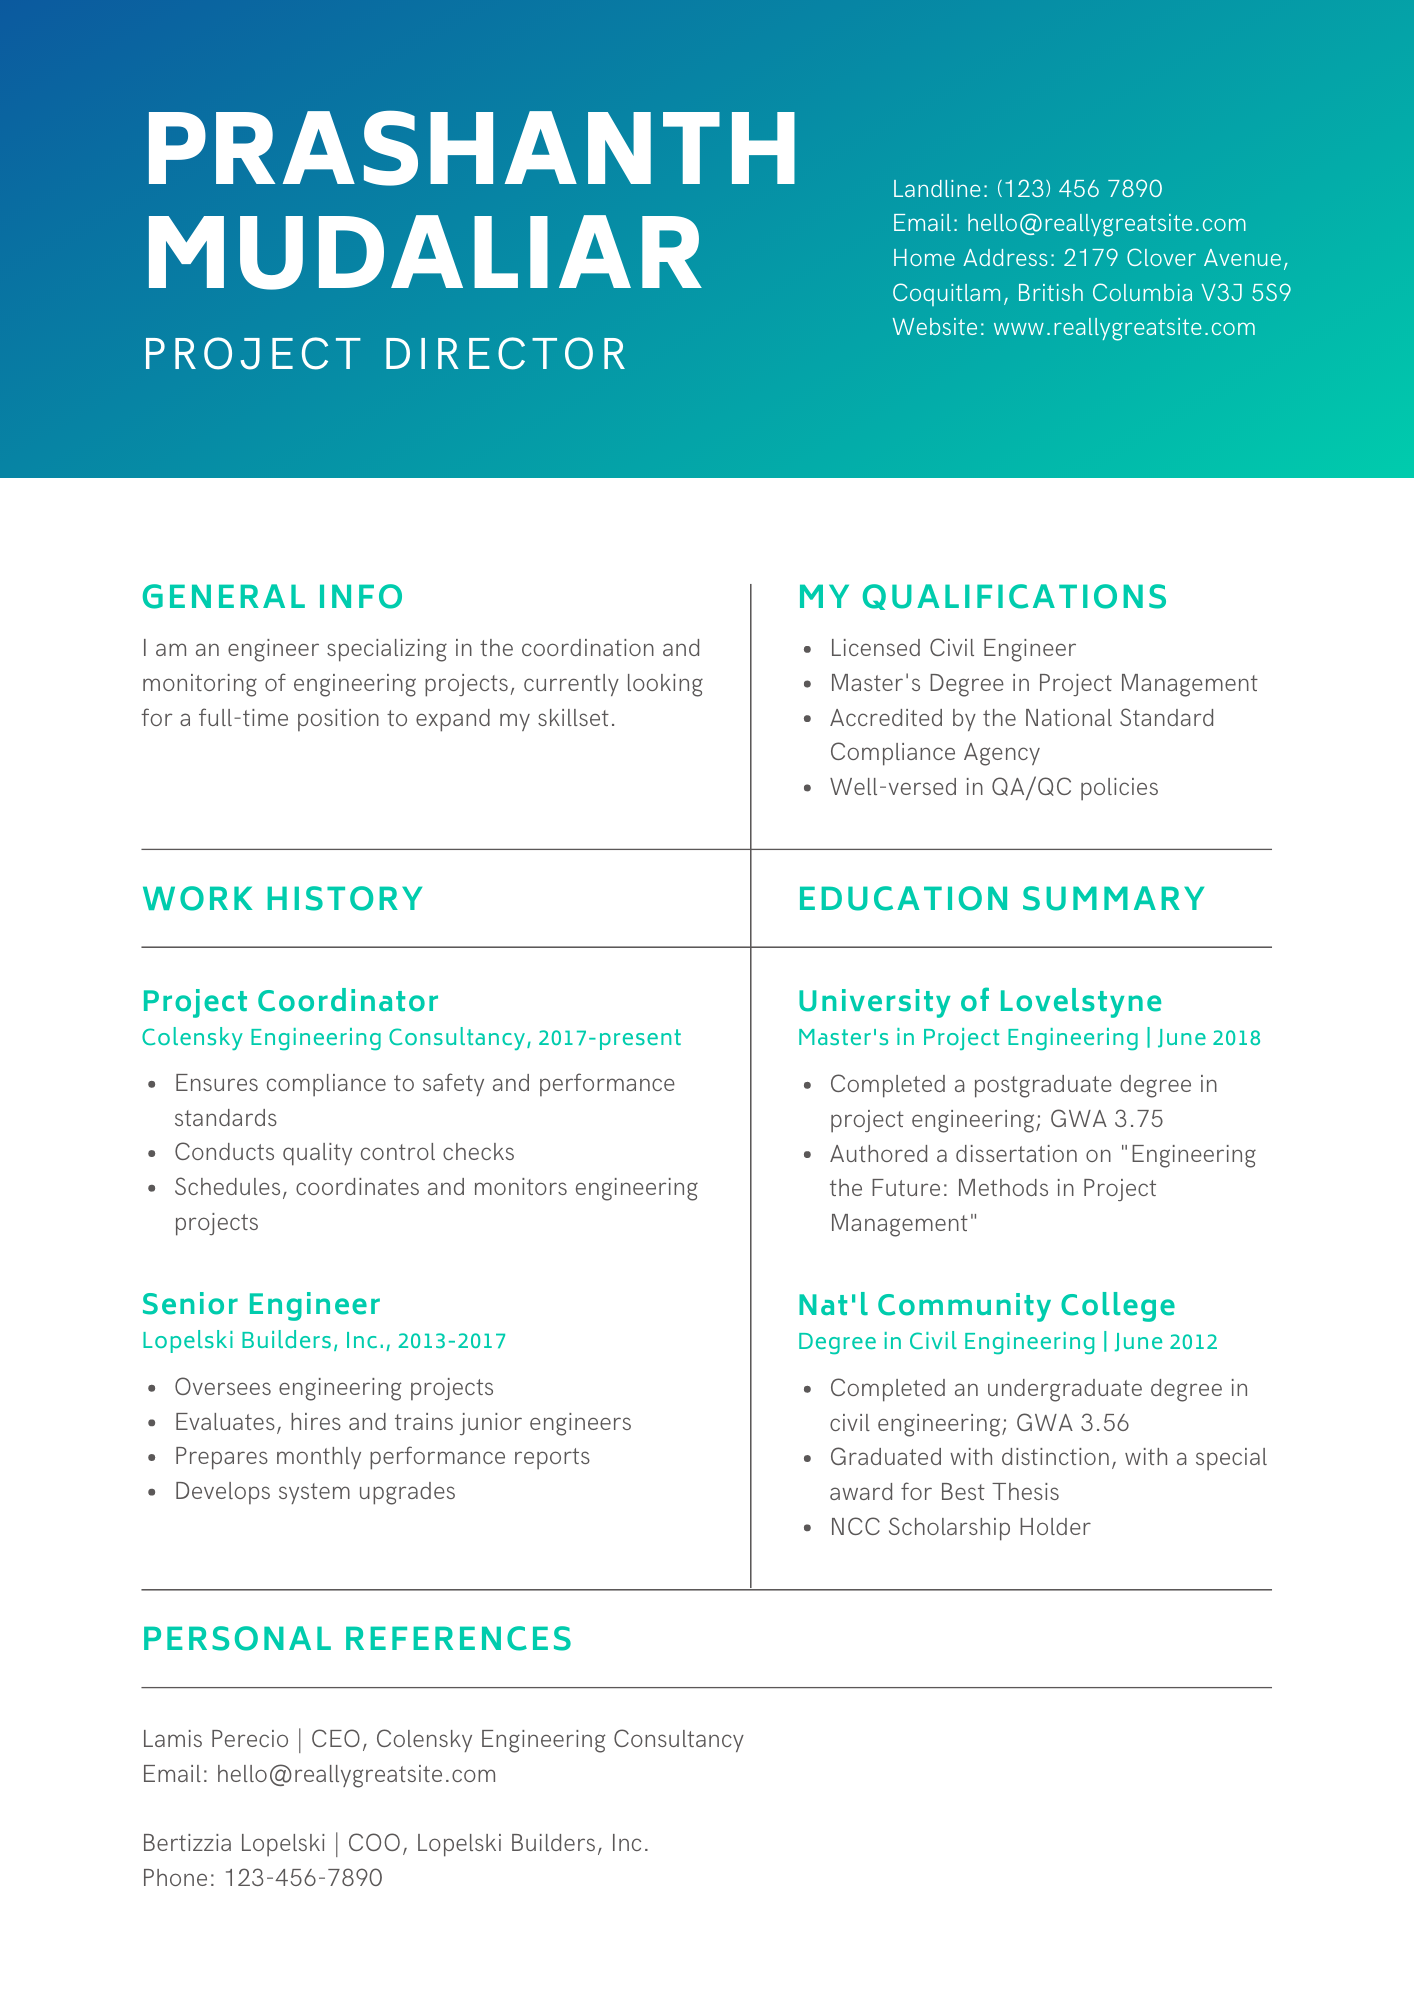 PRASHANTH
MUDALIAR
PROJECT DIRECTOR
Landline: (123) 456 7890
Email: hello@reallygreatsite.com
Home Address: 2179 Clover Avenue,
Coquitlam, British Columbia V3J 5S9
Website: www.reallygreatsite.com
GENERAL INFO
I am an engineer specializing in the coordination and
monitoring of engineering projects, currently looking
for a full-time position to expand my skillset.
MY QUALIFICATIONS
• Licensed Civil Engineer
• Master's Degree in Project Management
• Accredited by the National Standard
Compliance Agency
• Well-versed in QA/QC policies
WORK HISTORY
Project Coordinator
Colensky Engineering Consultancy, 2017-present
• Ensures compliance to safety and performance
standards
• Conducts quality control checks
• Schedules, coordinates and monitors engineering
projects
Senior Engineer
Lopelski Builders, Inc., 2013-2017
• Oversees engineering projects
• Evaluates, hires and trains junior engineers
• Prepares monthly performance reports
• Develops system upgrades
EDUCATION SUMMARY
University of Lovelstyne
Master's in Project Engineering | June 2018
• Completed a postgraduate degree in
project engineering; GWA 3.75
• Authored a dissertation on "Engineering
the Future: Methods in Project
Management"
Nat'l Community College
Degree in Civil Engineering | June 2012
• Completed an undergraduate degree in
civil engineering; GWA 3.56
• Graduated with distinction, with a special
award for Best Thesis
• NCC Scholarship Holder
PERSONAL REFERENCES
Lamis Perecio | CEO, Colensky Engineering Consultancy
Email: hello@reallygreatsite.com
Bertizzia Lopelski | COO, Lopelski Builders, Inc.
Phone: 123-456-7890